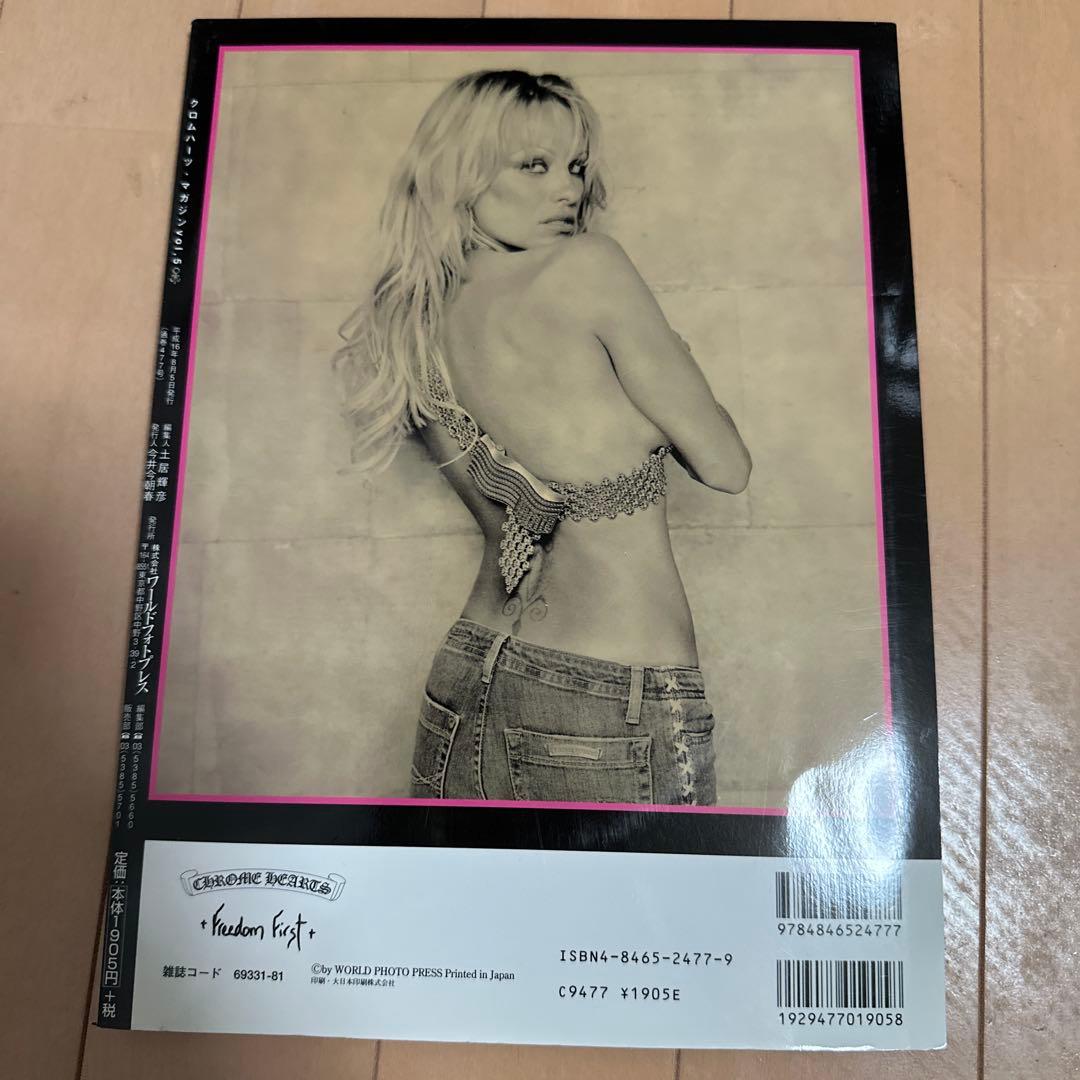 クロムハーツ・マガジンvol.5
平成16年8月5日発行
(通巻477号)
編集人 土居輝彦
発行人 今井今朝春
発行所 株式会社ワールドフォトプレス
〒164-8551 東京都中野区中野3-39-2
編集部☎03(5385)5660
販売部☎03(5385)5701
定価:本体1905円+税
CHROME HEARTS
+ Freedom First +
雑誌コード 69331-81
©by WORLD PHOTO PRESS Printed in Japan
印刷・大日本印刷株式会社
ISBN4-8465-2477-9
C9477 ¥1905E
9784846524777
1929477019058